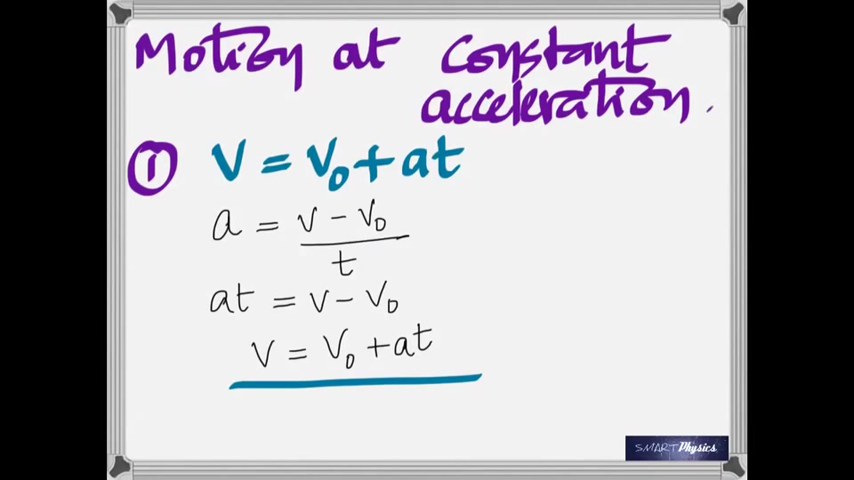 Motion at constant
acceleration.
① V = V₀ + at
a = v - v₀
t
at = v - v₀
v = v₀ + at
SMARTPhysics